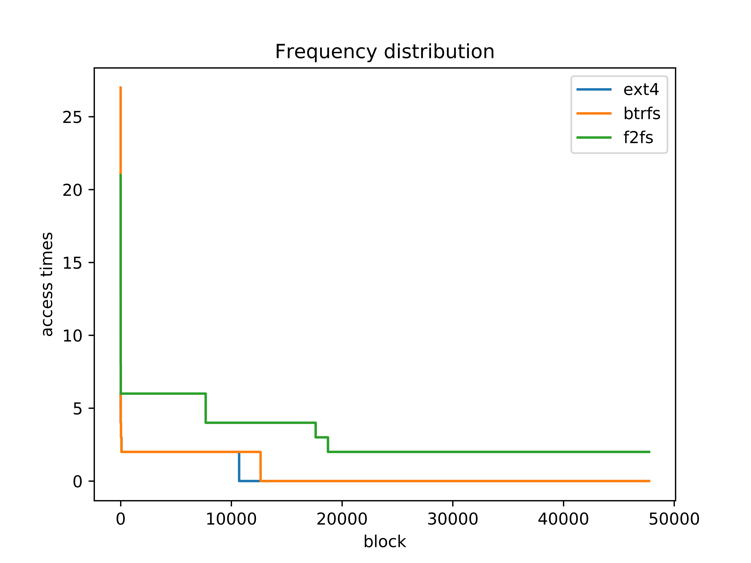 Frequency distribution
ext4
btrfs
f2fs
access times
25
20
15
10
5
0
0 10000 20000 30000 40000 50000
block